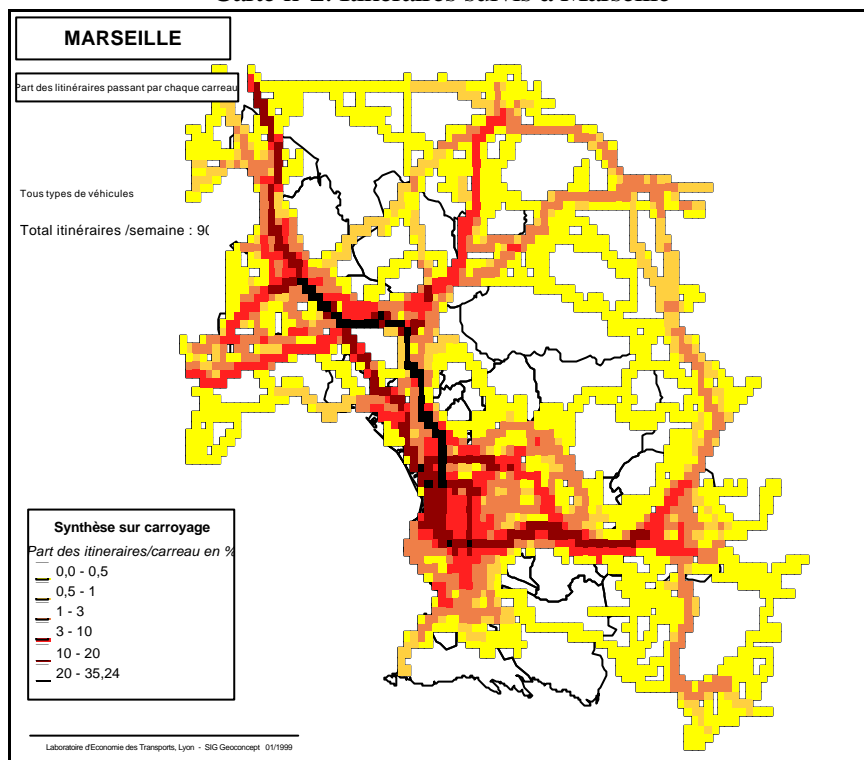 MARSEILLE
Part des litinéraires passant par chaque carreau
Tous types de véhicules
Total itinéraires /semaine : 90
Synthèse sur carroyage
Part des itineraires/carreau en %
0,0 - 0,5
0,5 - 1
1 - 3
3 - 10
10 - 20
20 - 35,24
Laboratoire d'Economie des Transports, Lyon - SIG Geoconcept 01/1999